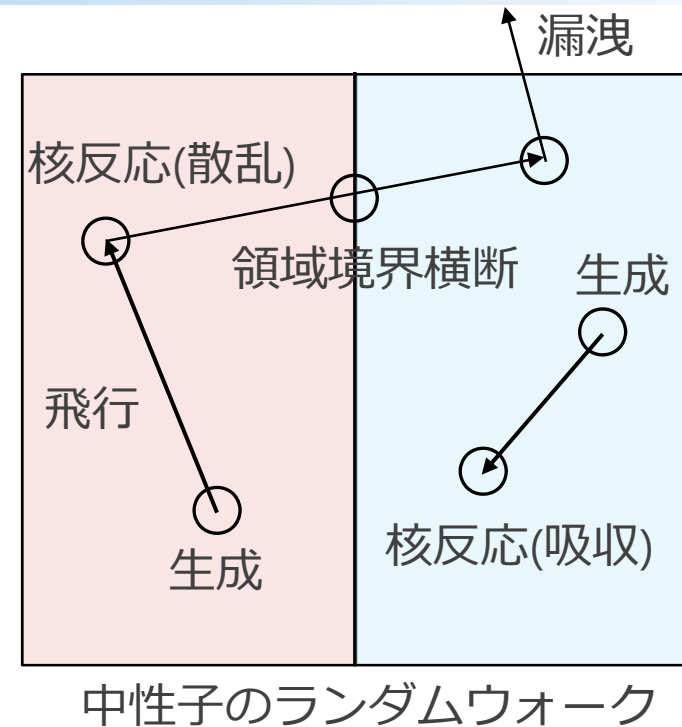 漏洩
核反応(散乱)
領域境界横断
生成
飛行
核反応(吸収)
生成
中性子のランダムウォーク